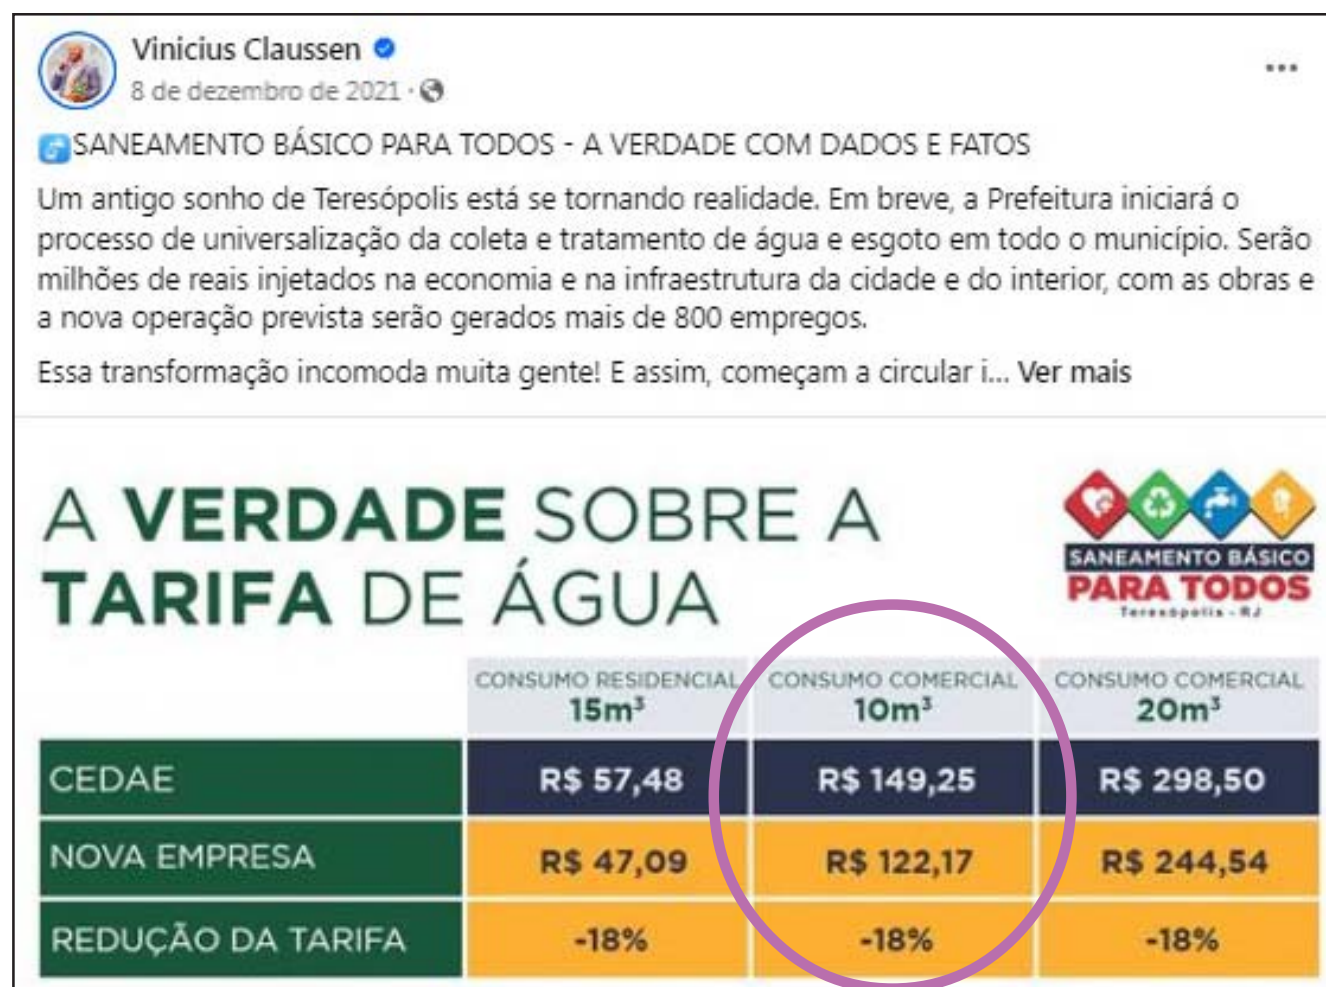 Vinicius Claussen
8 de dezembro de 2021 ·
SANEAMENTO BÁSICO PARA TODOS - A VERDADE COM DADOS E FATOS
Um antigo sonho de Teresópolis está se tornando realidade. Em breve, a Prefeitura iniciará o
processo de universalização da coleta e tratamento de água e esgoto em todo o município. Serão
milhões de reais injetados na economia e na infraestrutura da cidade e do interior, com as obras e
a nova operação prevista serão gerados mais de 800 empregos.
Essa transformação incomoda muita gente! E assim, começam a circular i... Ver mais
A VERDADE SOBRE A
TARIFA DE ÁGUA
SANEAMENTO BÁSICO
PARA TODOS
Teresópolis - RJ
CONSUMO RESIDENCIAL CONSUMO COMERCIAL CONSUMO COMERCIAL
15m³ 10m³ 20m³
CEDAE R$ 57,48 R$ 149,25 R$ 298,50
NOVA EMPRESA R$ 47,09 R$ 122,17 R$ 244,54
REDUÇÃO DA TARIFA -18% -18% -18%